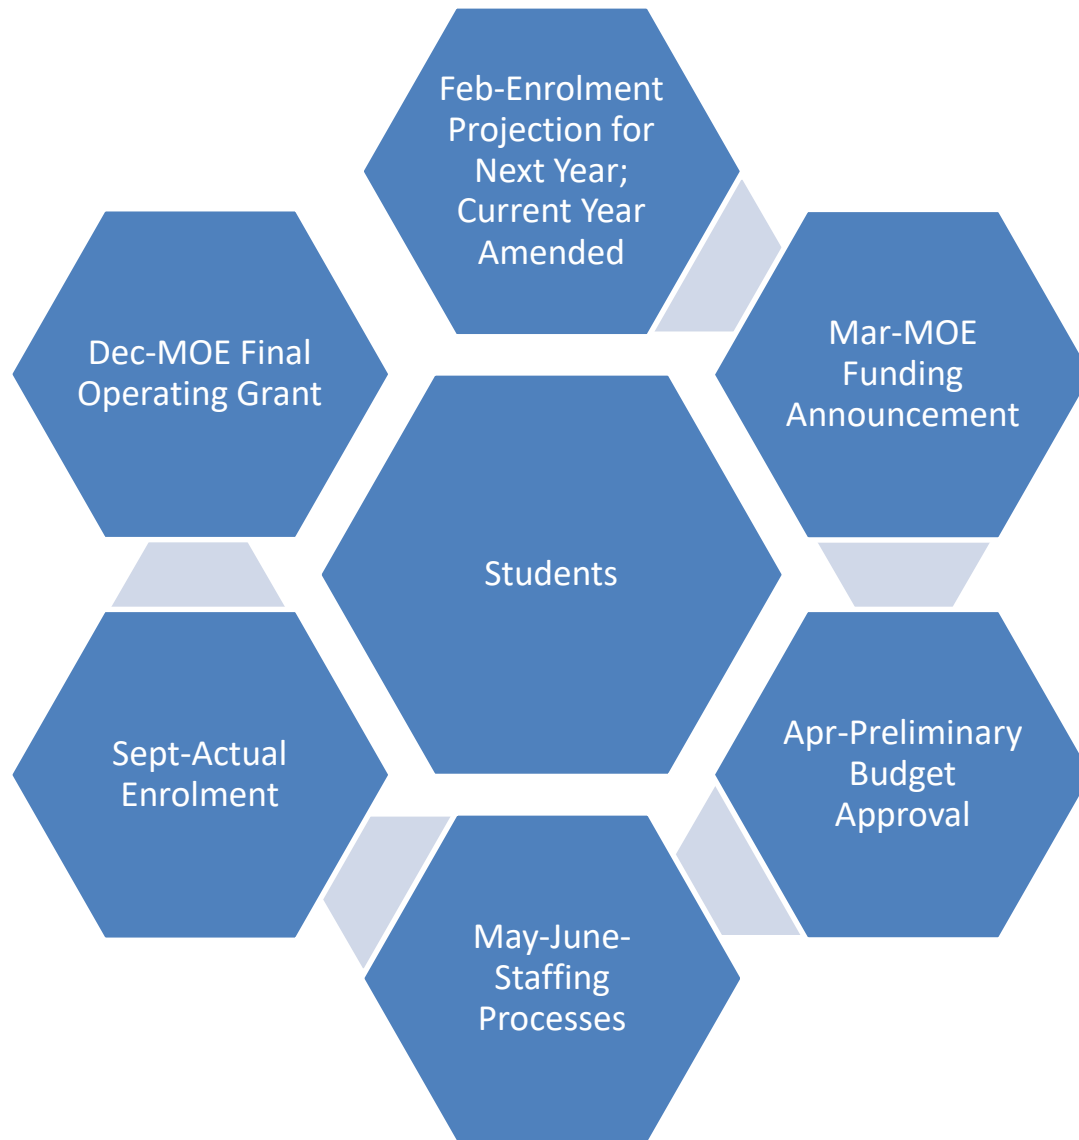 Feb-Enrolment
Projection for
Next Year;
Current Year
Amended
Mar-MOE
Funding
Announcement
Apr-Preliminary
Budget
Approval
May-June-
Staffing
Processes
Sept-Actual
Enrolment
Dec-MOE Final
Operating Grant
Students